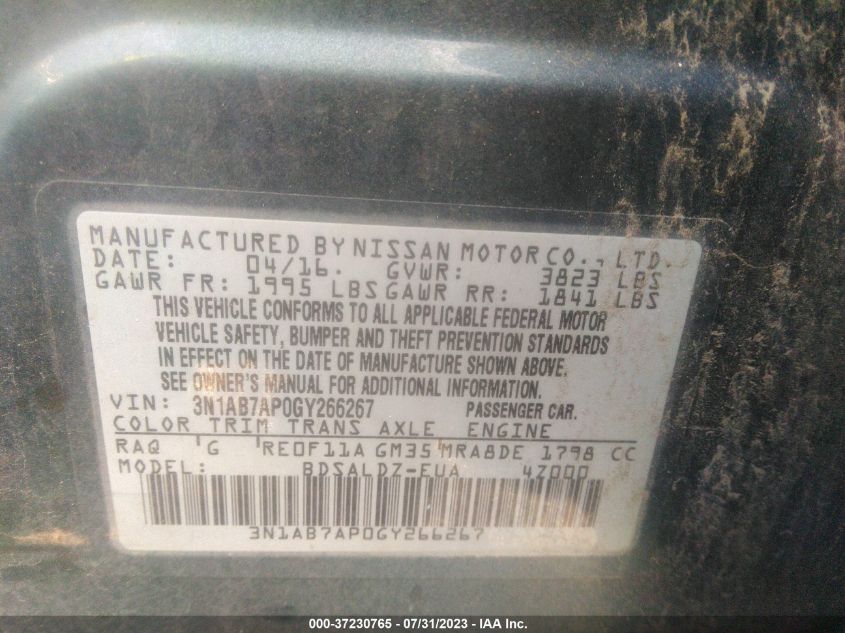 MANUFACTURED BY NISSAN MOTOR CO., LTD.
DATE: 04/16. GVWR: 3823 LBS
GAWR FR: 1995 LBS GAWR RR: 1841 LBS
THIS VEHICLE CONFORMS TO ALL APPLICABLE FEDERAL MOTOR
VEHICLE SAFETY, BUMPER AND THEFT PREVENTION STANDARDS
IN EFFECT ON THE DATE OF MANUFACTURE SHOWN ABOVE.
SEE OWNER'S MANUAL FOR ADDITIONAL INFORMATION.
VIN: 3N1AB7AP0GY266267 PASSENGER CAR.
COLOR TRIM TRANS AXLE ENGINE
RAQ G RE0F11A GM35 MRA8DE 1798 CC
MODEL: BDSALDZ-EUA 4Z000
3N1AB7AP0GY266267
000-37230765 - 07/31/2023 - IAA Inc.